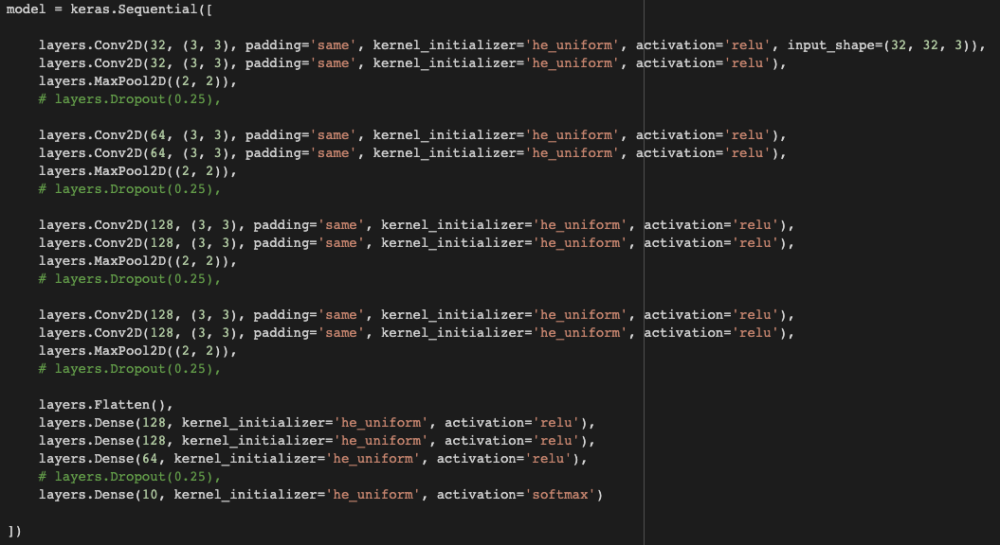 model = keras.Sequential([
layers.Conv2D(32, (3, 3), padding='same', kernel_initializer='he_uniform', activation='relu', input_shape=(32, 32, 3)),
layers.Conv2D(32, (3, 3), padding='same', kernel_initializer='he_uniform', activation='relu'),
layers.MaxPool2D((2, 2)),
# layers.Dropout(0.25),
layers.Conv2D(64, (3, 3), padding='same', kernel_initializer='he_uniform', activation='relu'),
layers.Conv2D(64, (3, 3), padding='same', kernel_initializer='he_uniform', activation='relu'),
layers.MaxPool2D((2, 2)),
# layers.Dropout(0.25),
layers.Conv2D(128, (3, 3), padding='same', kernel_initializer='he_uniform', activation='relu'),
layers.Conv2D(128, (3, 3), padding='same', kernel_initializer='he_uniform', activation='relu'),
layers.MaxPool2D((2, 2)),
# layers.Dropout(0.25),
layers.Conv2D(128, (3, 3), padding='same', kernel_initializer='he_uniform', activation='relu'),
layers.Conv2D(128, (3, 3), padding='same', kernel_initializer='he_uniform', activation='relu'),
layers.MaxPool2D((2, 2)),
# layers.Dropout(0.25),
layers.Flatten(),
layers.Dense(128, kernel_initializer='he_uniform', activation='relu'),
layers.Dense(128, kernel_initializer='he_uniform', activation='relu'),
layers.Dense(64, kernel_initializer='he_uniform', activation='relu'),
# layers.Dropout(0.25),
layers.Dense(10, kernel_initializer='he_uniform', activation='softmax')
])